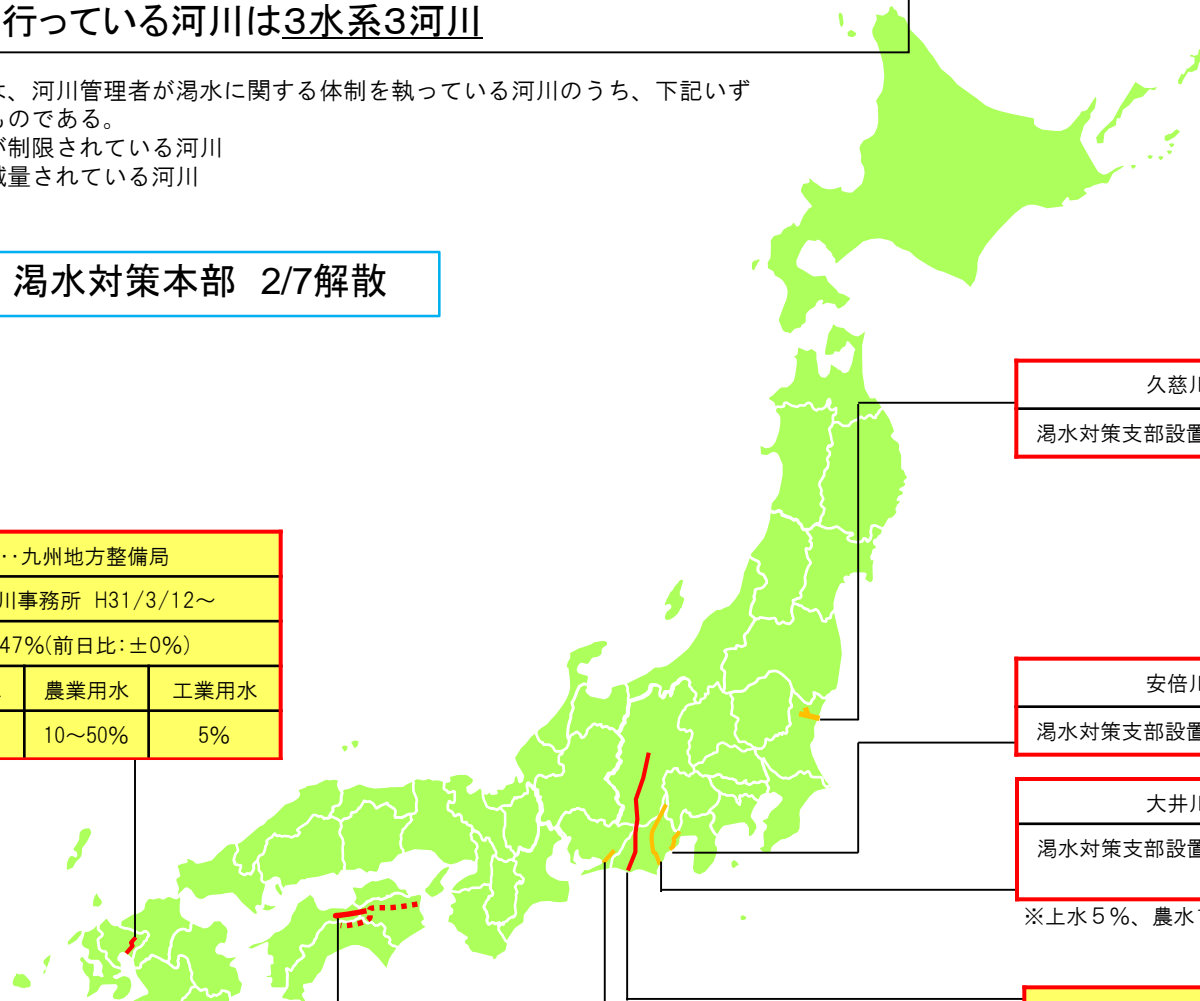 行っている河川は3水系3河川
、河川管理者が渇水に関する体制を執っている河川のうち、下記いず
ものである。
が制限されている河川
減量されている河川
渇水対策本部 2/7解散
久慈川
渇水対策支部設置
‥九州地方整備局
川事務所 H31/3/12～
47%(前日比:±0%)
農業用水 工業用水
10～50% 5%
安倍川
渇水対策支部設置
大井川
渇水対策支部設置
※上水５%、農水